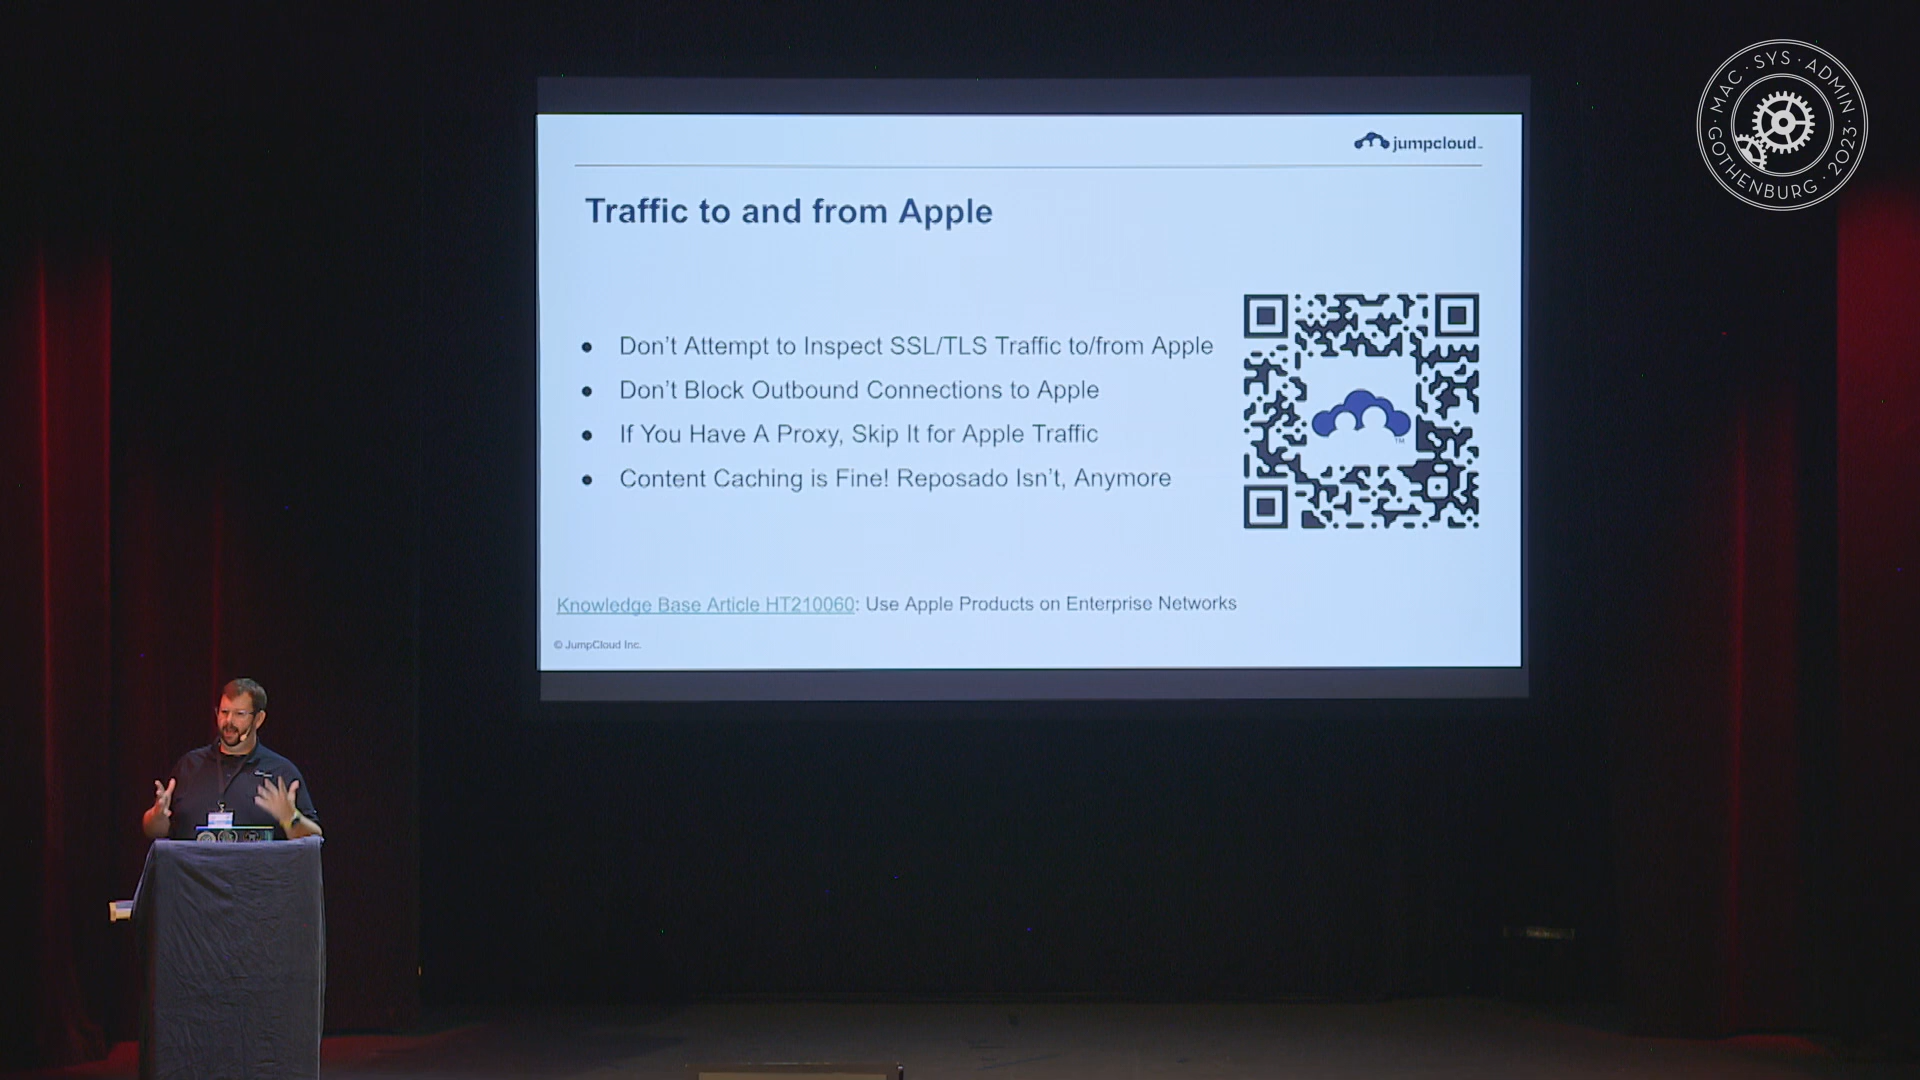 MAC · SYS · ADMIN · GOTHENBURG · 2023 ·
jumpcloud
Traffic to and from Apple
Don't Attempt to Inspect SSL/TLS Traffic to/from Apple
Don't Block Outbound Connections to Apple
If You Have A Proxy, Skip It for Apple Traffic
Content Caching is Fine! Reposado Isn't, Anymore
TM
Knowledge Base Article HT210060: Use Apple Products on Enterprise Networks
© JumpCloud Inc.